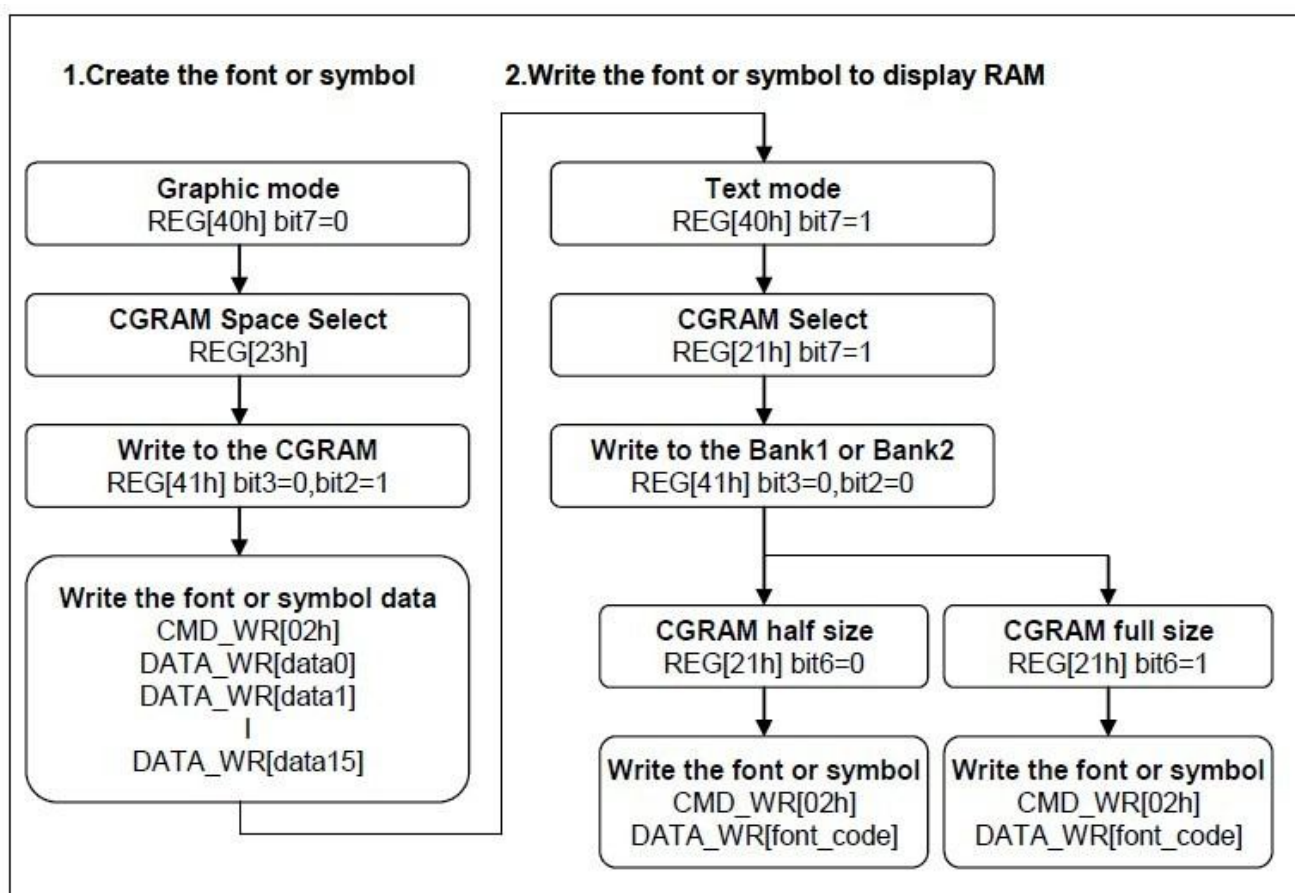 1.Create the font or symbol
2.Write the font or symbol to display RAM
Graphic mode
REG[40h] bit7=0
CGRAM Space Select
REG[23h]
Write to the CGRAM
REG[41h] bit3=0,bit2=1
Write the font or symbol data
CMD_WR[02h]
DATA_WR[data0]
DATA_WR[data1]
|
DATA_WR[data15]
Text mode
REG[40h] bit7=1
CGRAM Select
REG[21h] bit7=1
Write to the Bank1 or Bank2
REG[41h] bit3=0,bit2=0
CGRAM half size
REG[21h] bit6=0
Write the font or symbol
CMD_WR[02h]
DATA_WR[font_code]
CGRAM full size
REG[21h] bit6=1
Write the font or symbol
CMD_WR[02h]
DATA_WR[font_code]